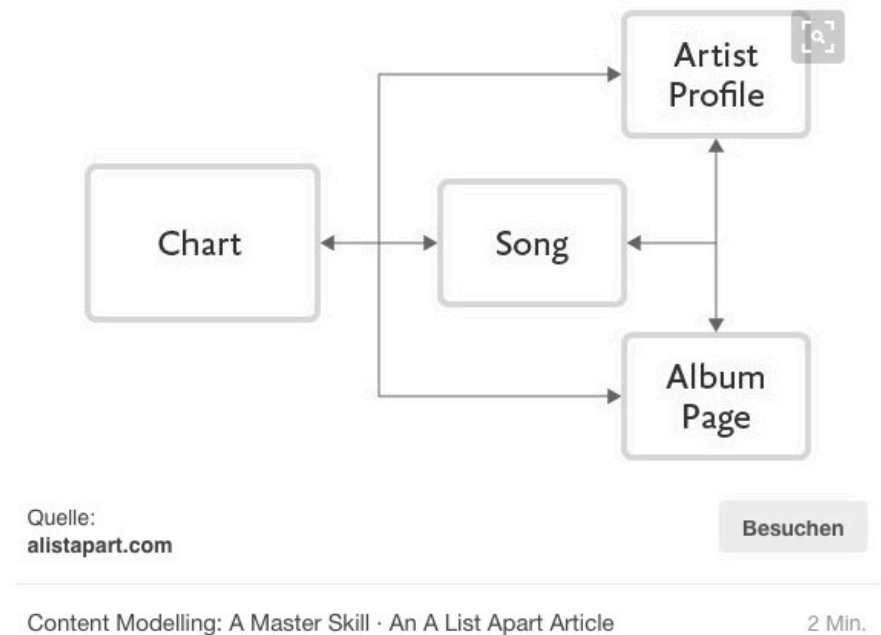 Artist
Profile
Chart
Song
Album
Page
Quelle:
alistapart.com
Besuchen
Content Modelling: A Master Skill · An A List Apart Article
2 Min.